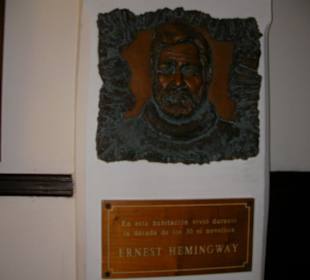 En esta habitación vivió durante
la década de los 30 el novelista
ERNEST HEMINGWAY